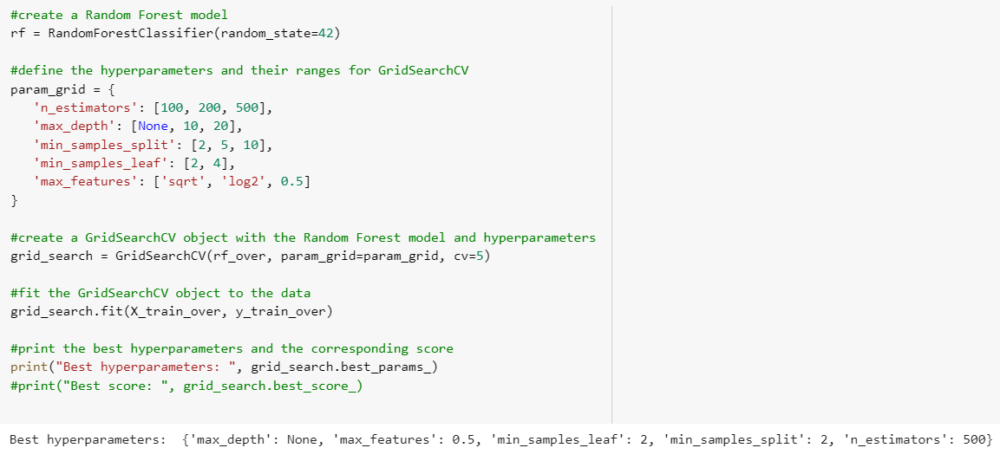 #create a Random Forest model
rf = RandomForestClassifier(random_state=42)
#define the hyperparameters and their ranges for GridSearchCV
param_grid = {
'n_estimators': [100, 200, 500],
'max_depth': [None, 10, 20],
'min_samples_split': [2, 5, 10],
'min_samples_leaf': [2, 4],
'max_features': ['sqrt', 'log2', 0.5]
}
#create a GridSearchCV object with the Random Forest model and hyperparameters
grid_search = GridSearchCV(rf_over, param_grid=param_grid, cv=5)
#fit the GridSearchCV object to the data
grid_search.fit(X_train_over, y_train_over)
#print the best hyperparameters and the corresponding score
print("Best hyperparameters: ", grid_search.best_params_)
#print("Best score: ", grid_search.best_score_)
Best hyperparameters:  {'max_depth': None, 'max_features': 0.5, 'min_samples_leaf': 2, 'min_samples_split': 2, 'n_estimators': 500}